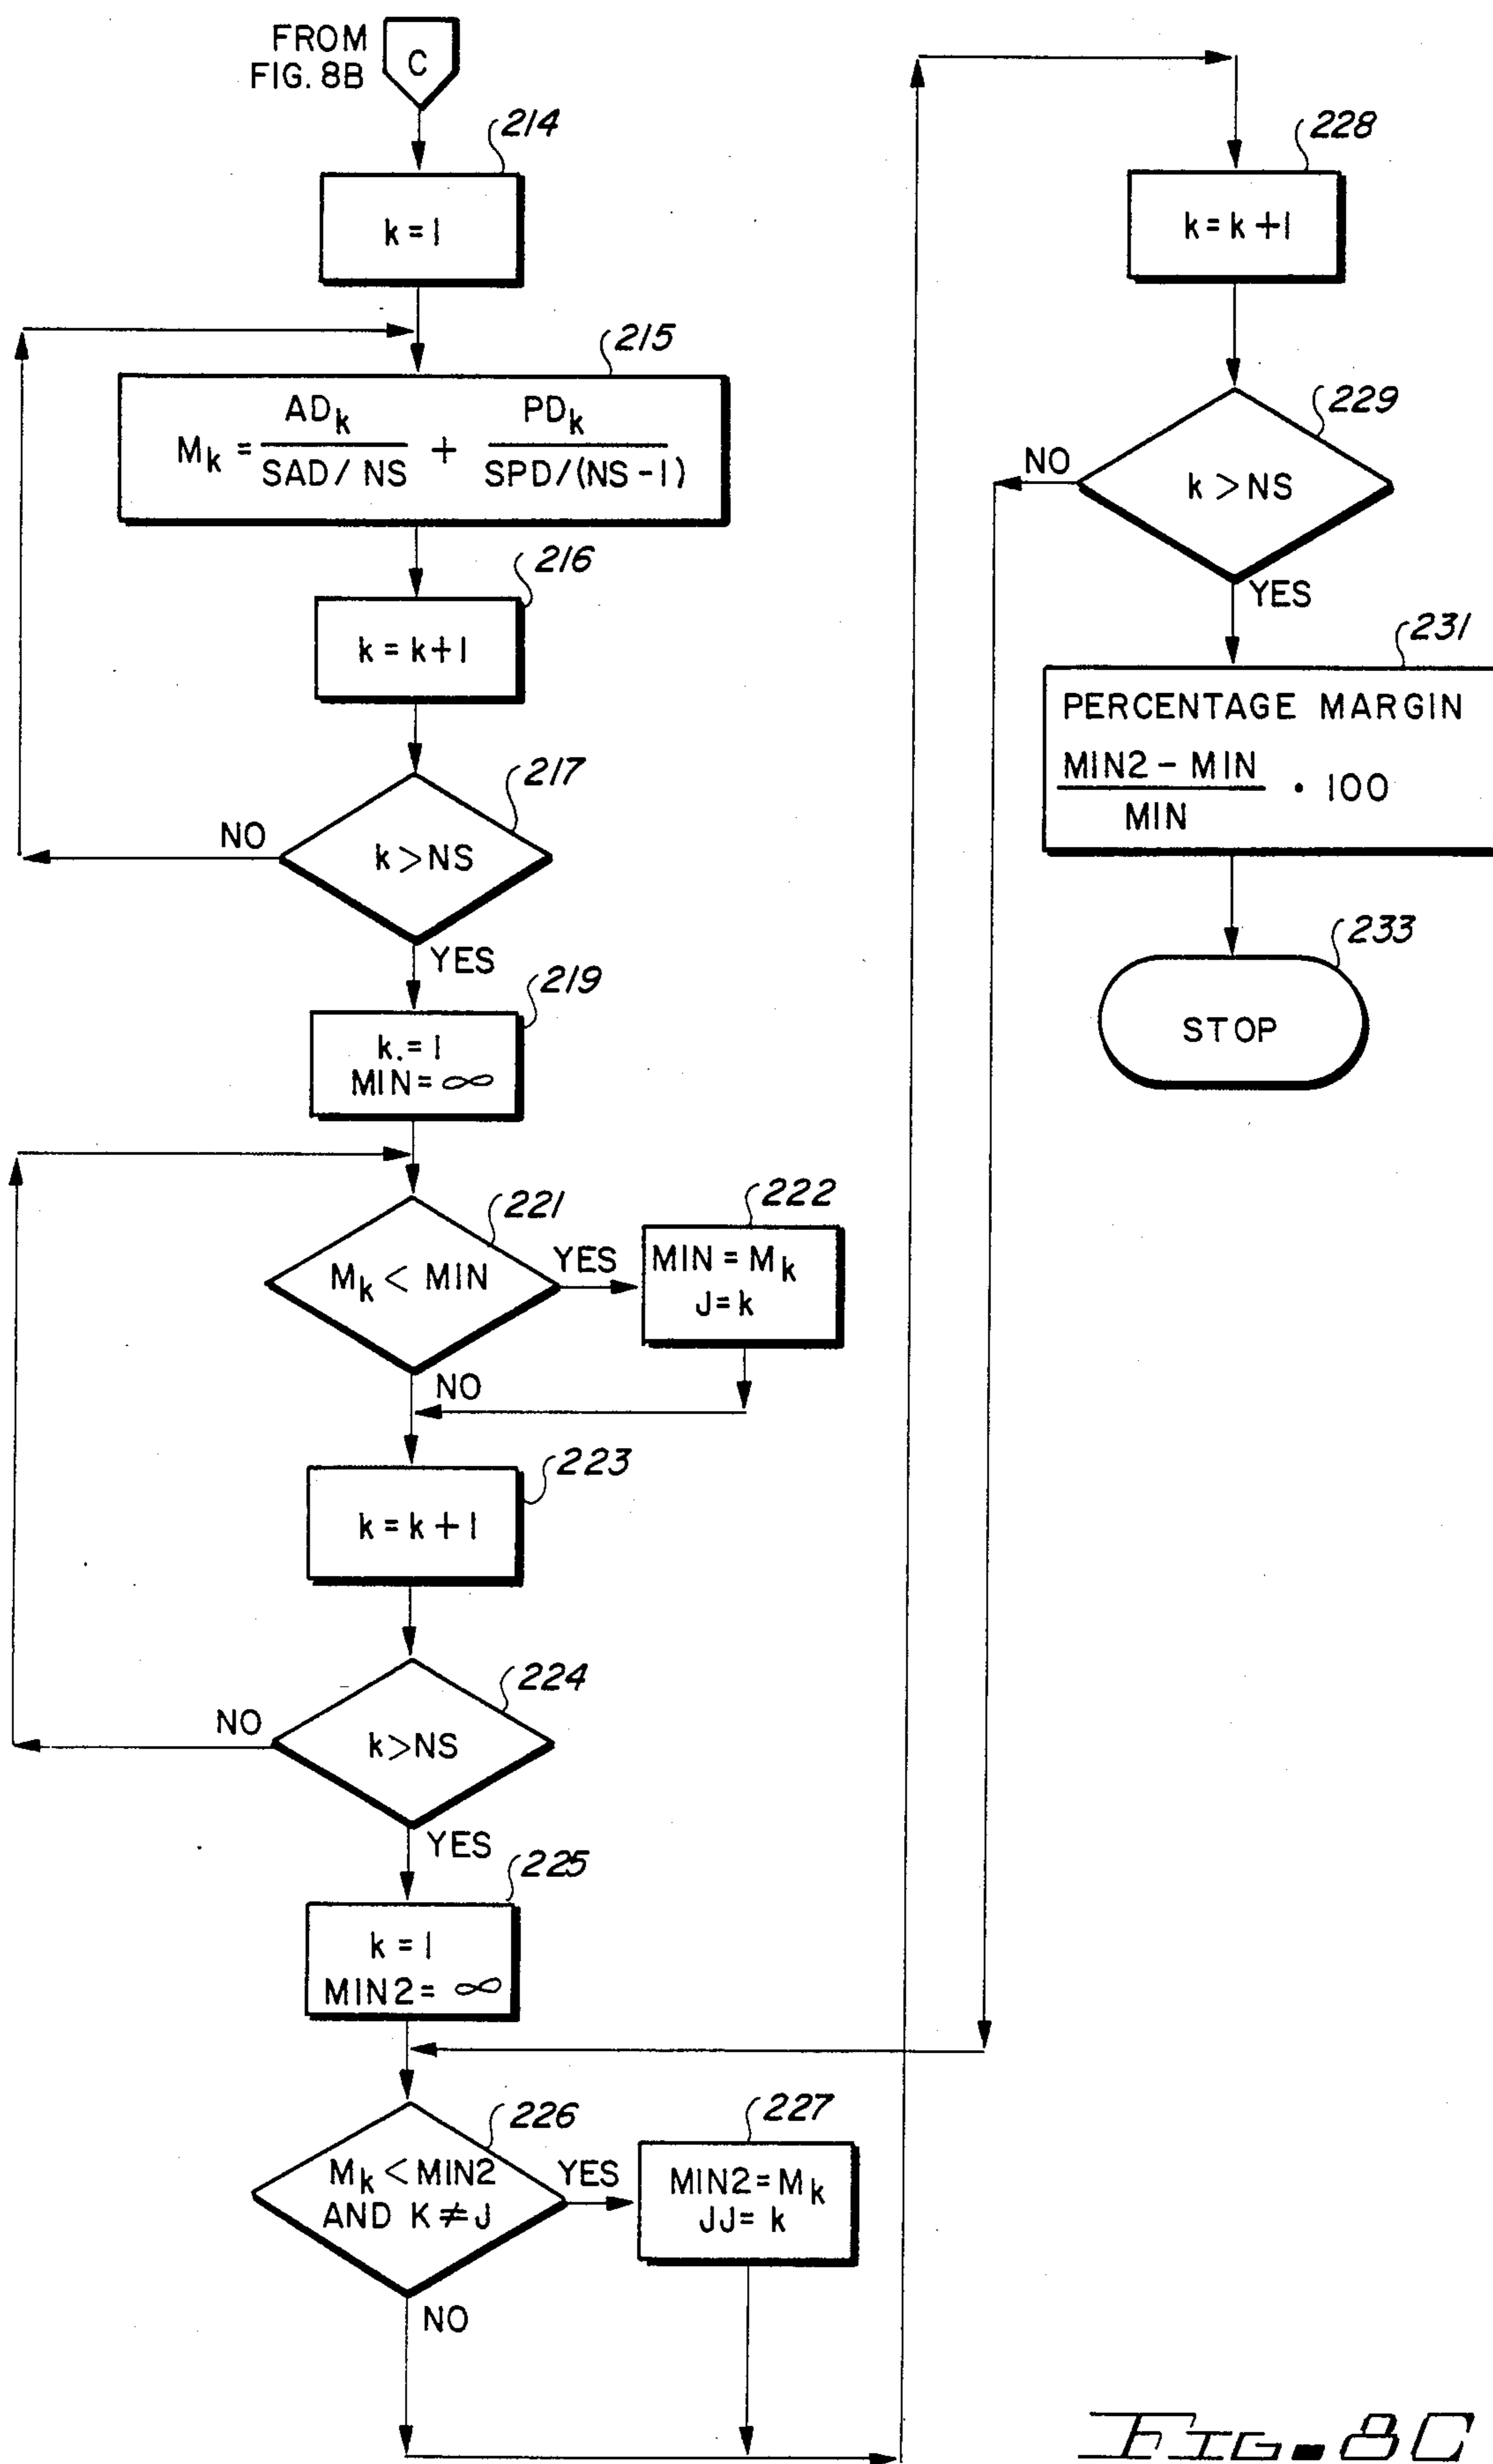 FROM
FIG. 8B
C
214
k = 1
215
M_k = AD_k / (SAD / NS) + PD_k / (SPD/(NS-1))
216
k = k+1
217
k > NS
NO
YES
219
k.= 1
MIN = ∞
221
M_k < MIN
YES
NO
222
MIN = M_k
J = k
223
k = k + 1
224
k > NS
NO
YES
225
k = 1
MIN2 = ∞
226
M_k < MIN2
AND K ≠ J
YES
NO
227
MIN2 = M_k
JJ = k
228
k = k + 1
229
k > NS
NO
YES
231
PERCENTAGE MARGIN
MIN2 - MIN
MIN
· 100
233
STOP
FIG. 8C